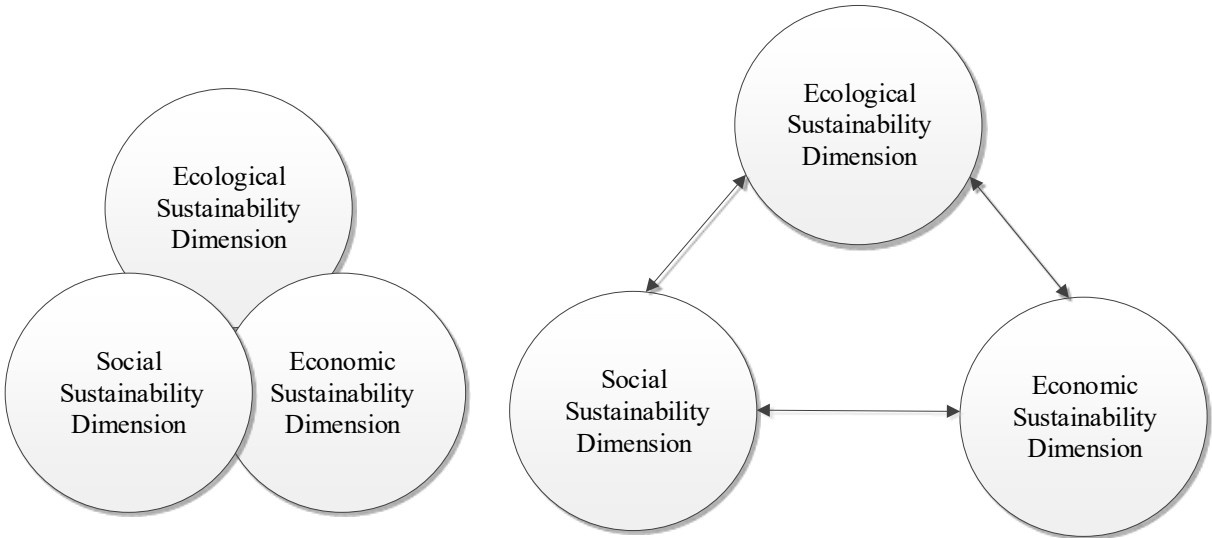 Ecological
Sustainability
Dimension
Social
Sustainability
Dimension
Economic
Sustainability
Dimension
Ecological
Sustainability
Dimension
Social
Sustainability
Dimension
Economic
Sustainability
Dimension